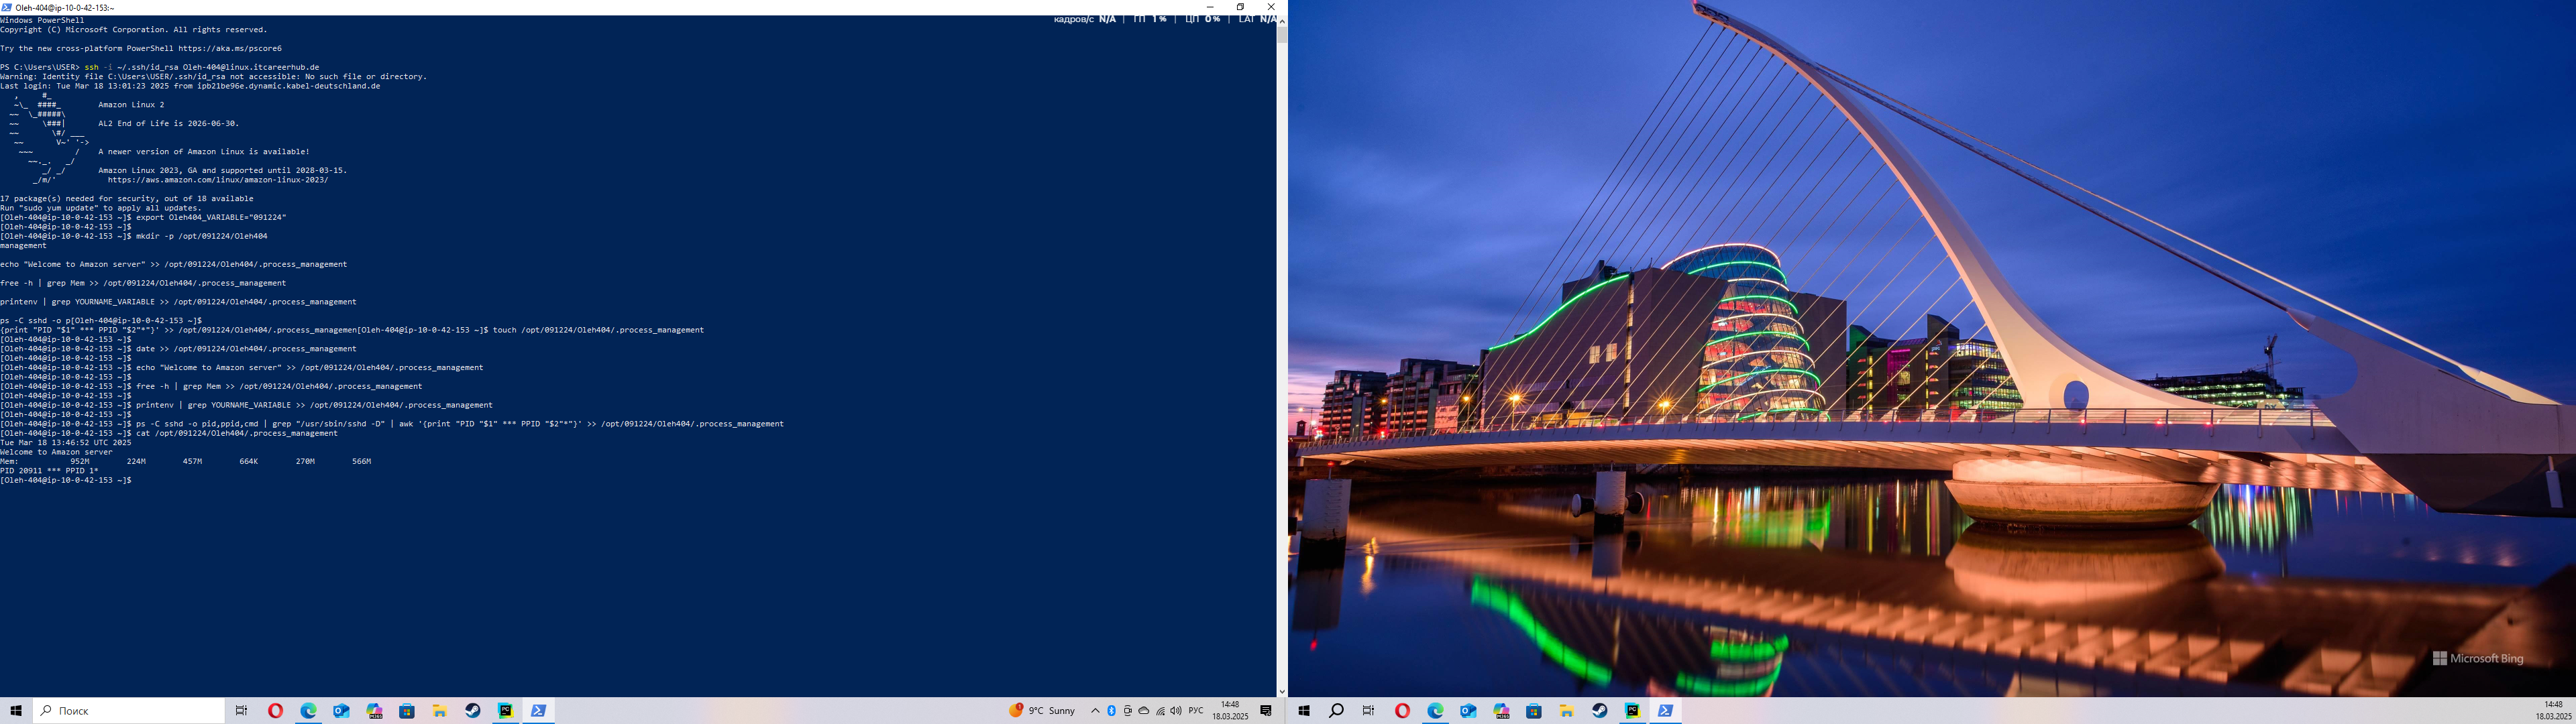 Oleh-404@ip-10-0-42-153:~
кадров/с N/A | ГП 1 % | ЦП 0 % | LAT N/A
Windows PowerShell
Copyright (C) Microsoft Corporation. All rights reserved.
Try the new cross-platform PowerShell https://aka.ms/pscore6
PS C:\Users\USER> ssh -i ~/.ssh/id_rsa Oleh-404@linux.itcareerhub.de
Warning: Identity file C:\Users\USER/.ssh/id_rsa not accessible: No such file or directory.
Last login: Tue Mar 18 13:01:23 2025 from ipb21be96e.dynamic.kabel-deutschland.de
   ,     #_
   ~\_  ####_        Amazon Linux 2
  ~~  \_#####\
  ~~     \###|       AL2 End of Life is 2026-06-30.
  ~~       \#/ ___
   ~~       V~' '->
    ~~~         /    A newer version of Amazon Linux is available!
      ~~._.   _/
         _/ _/       Amazon Linux 2023, GA and supported until 2028-03-15.
       _/m/'           https://aws.amazon.com/linux/amazon-linux-2023/
17 package(s) needed for security, out of 18 available
Run "sudo yum update" to apply all updates.
[Oleh-404@ip-10-0-42-153 ~]$ export Oleh404_VARIABLE="091224"
[Oleh-404@ip-10-0-42-153 ~]$
[Oleh-404@ip-10-0-42-153 ~]$ mkdir -p /opt/091224/Oleh404
management
echo "Welcome to Amazon server" >> /opt/091224/Oleh404/.process_management
free -h | grep Mem >> /opt/091224/Oleh404/.process_management
printenv | grep YOURNAME_VARIABLE >> /opt/091224/Oleh404/.process_management
ps -C sshd -o p[Oleh-404@ip-10-0-42-153 ~]$
{print "PID "$1" *** PPID "$2"*"}' >> /opt/091224/Oleh404/.process_managemen[Oleh-404@ip-10-0-42-153 ~]$ touch /opt/091224/Oleh404/.process_management
[Oleh-404@ip-10-0-42-153 ~]$
[Oleh-404@ip-10-0-42-153 ~]$ date >> /opt/091224/Oleh404/.process_management
[Oleh-404@ip-10-0-42-153 ~]$
[Oleh-404@ip-10-0-42-153 ~]$ echo "Welcome to Amazon server" >> /opt/091224/Oleh404/.process_management
[Oleh-404@ip-10-0-42-153 ~]$
[Oleh-404@ip-10-0-42-153 ~]$ free -h | grep Mem >> /opt/091224/Oleh404/.process_management
[Oleh-404@ip-10-0-42-153 ~]$
[Oleh-404@ip-10-0-42-153 ~]$ printenv | grep YOURNAME_VARIABLE >> /opt/091224/Oleh404/.process_management
[Oleh-404@ip-10-0-42-153 ~]$
[Oleh-404@ip-10-0-42-153 ~]$ ps -C sshd -o pid,ppid,cmd | grep "/usr/sbin/sshd -D" | awk '{print "PID "$1" *** PPID "$2"*"}' >> /opt/091224/Oleh404/.process_management
[Oleh-404@ip-10-0-42-153 ~]$ cat /opt/091224/Oleh404/.process_management
Tue Mar 18 13:46:52 UTC 2025
Welcome to Amazon server
Mem:           952M        224M        457M        664K        270M        566M
PID 20911 *** PPID 1*
[Oleh-404@ip-10-0-42-153 ~]$
Microsoft Bing
Поиск
9°C Sunny
РУС
14:48
18.03.2025
14:48
18.03.2025